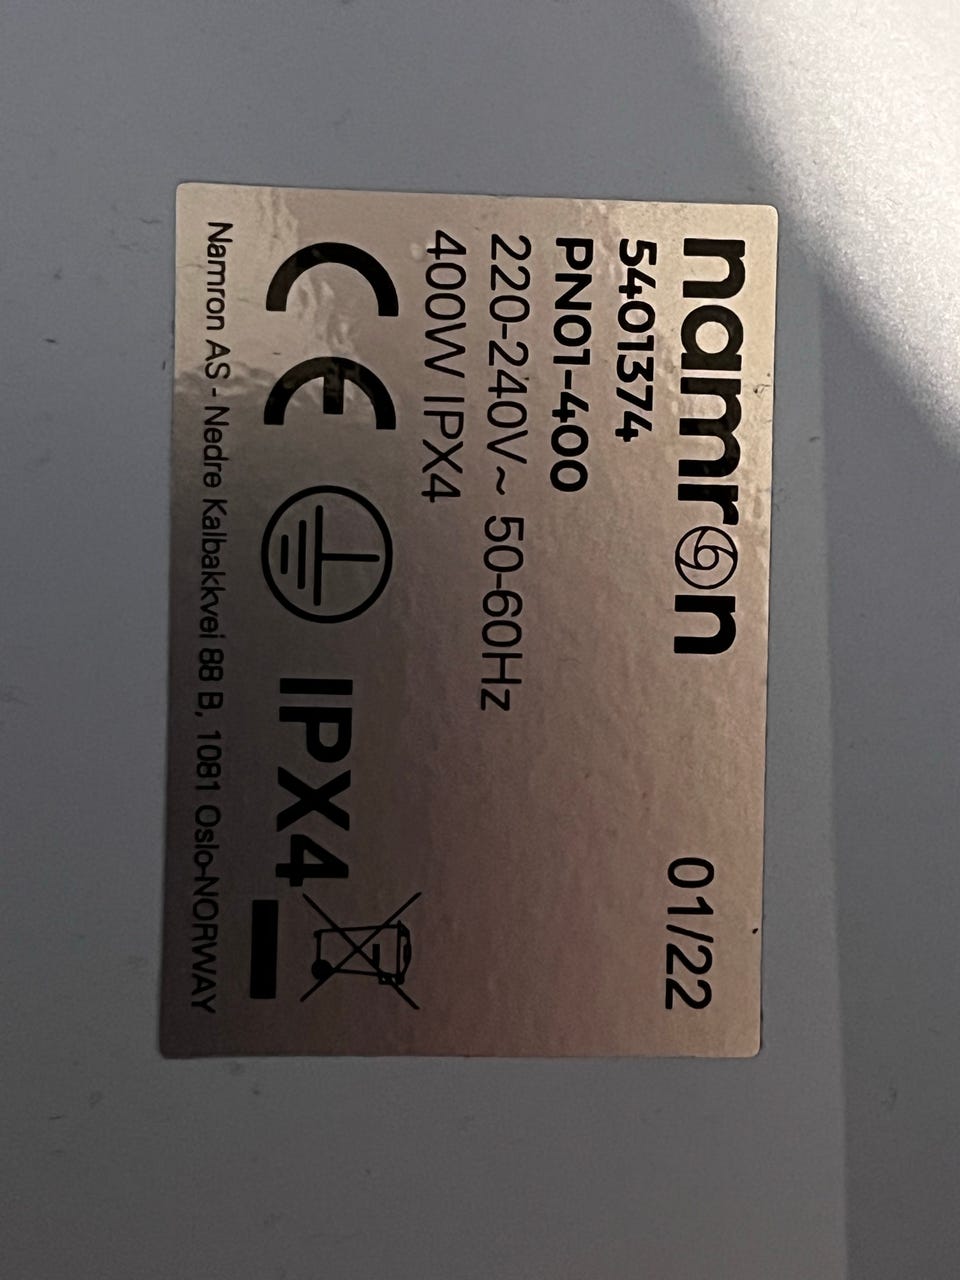 namron 01/22
5401374
PN01-400
220-240V~ 50-60Hz
400W IPX4
CE IPX4
Namron AS - Nedre Kalbakkvei 88 B, 1081 Oslo-NORWAY